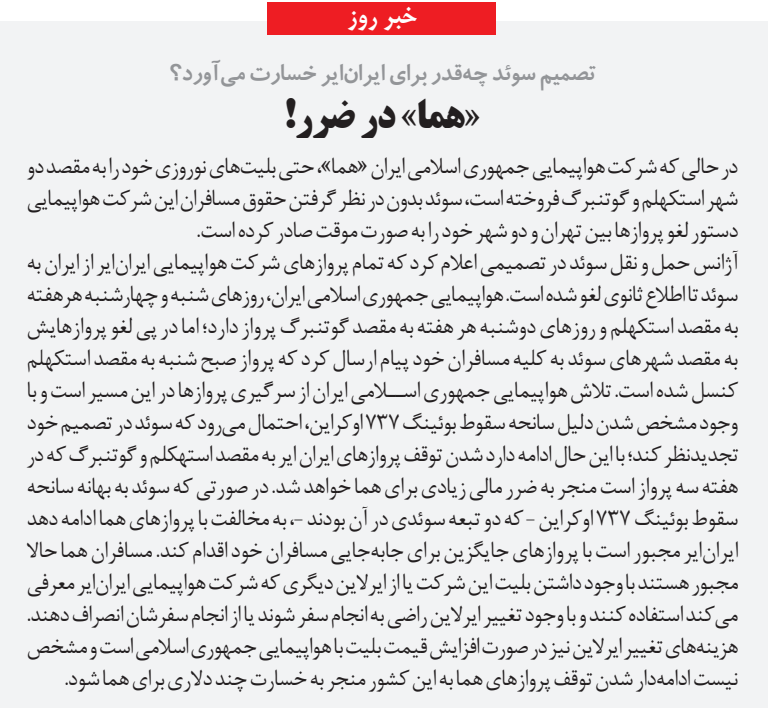 خبر روز
تصمیم سوئد چه‌قدر برای ایران‌ایر خسارت می‌آورد؟
«هما» در ضرر!
در حالی که شرکت هواپیمایی جمهوری اسلامی ایران «هما»، حتی بلیت‌های نوروزی خود را به مقصد دو
شهر استکهلم و گوتنبرگ فروخته است، سوئد بدون در نظر گرفتن حقوق مسافران این شرکت هواپیمایی
دستور لغو پروازها بین تهران و دو شهر خود را به صورت موقت صادر کرده است.
آژانس حمل و نقل سوئد در تصمیمی اعلام کرد که تمام پروازهای شرکت هواپیمایی ایران‌ایر از ایران به
سوئد تا اطلاع ثانوی لغو شده است. هواپیمایی جمهوری اسلامی ایران، روزهای شنبه و چهارشنبه هر هفته
به مقصد استکهلم و روزهای دوشنبه هر هفته به مقصد گوتنبرگ پرواز دارد؛ اما در پی لغو پروازهایش
به مقصد شهرهای سوئد به کلیه مسافران خود پیام ارسال کرد که پرواز صبح شنبه به مقصد استکهلم
کنسل شده است. تلاش هواپیمایی جمهوری اســلامی ایران از سر گیری پروازها در این مسیر است و با
وجود مشخص شدن دلیل سانحه سقوط بوئینگ ۷۳۷ اوکراین، احتمال می‌رود که سوئد در تصمیم خود
تجدیدنظر کند؛ با این حال ادامه دارد شدن توقف پروازهای ایران ایر به مقصد استهکلم و گوتنبرگ که در
هفته سه پرواز است منجر به ضرر مالی زیادی برای هما خواهد شد. در صورتی که سوئد به بهانه سانحه
سقوط بوئینگ ۷۳۷ اوکراین - که دو تبعه سوئدی در آن بودند -، به مخالفت با پروازهای هما ادامه دهد
ایران‌ایر مجبور است با پروازهای جایگزین برای جابه‌جایی مسافران خود اقدام کند. مسافران هما حالا
مجبور هستند با وجود داشتن بلیت این شرکت یا از ایرلاین دیگری که شرکت هواپیمایی ایران‌ایر معرفی
می‌کند استفاده کنند و با وجود تغییر ایرلاین راضی به انجام سفر شوند یا از انجام سفرشان انصراف دهند.
هزینه‌های تغییر ایرلاین نیز در صورت افزایش قیمت بلیت با هواپیمایی جمهوری اسلامی است و مشخص
نیست ادامه‌دار شدن توقف پروازهای هما به این کشور منجر به خسارت چند دلاری برای هما شود.